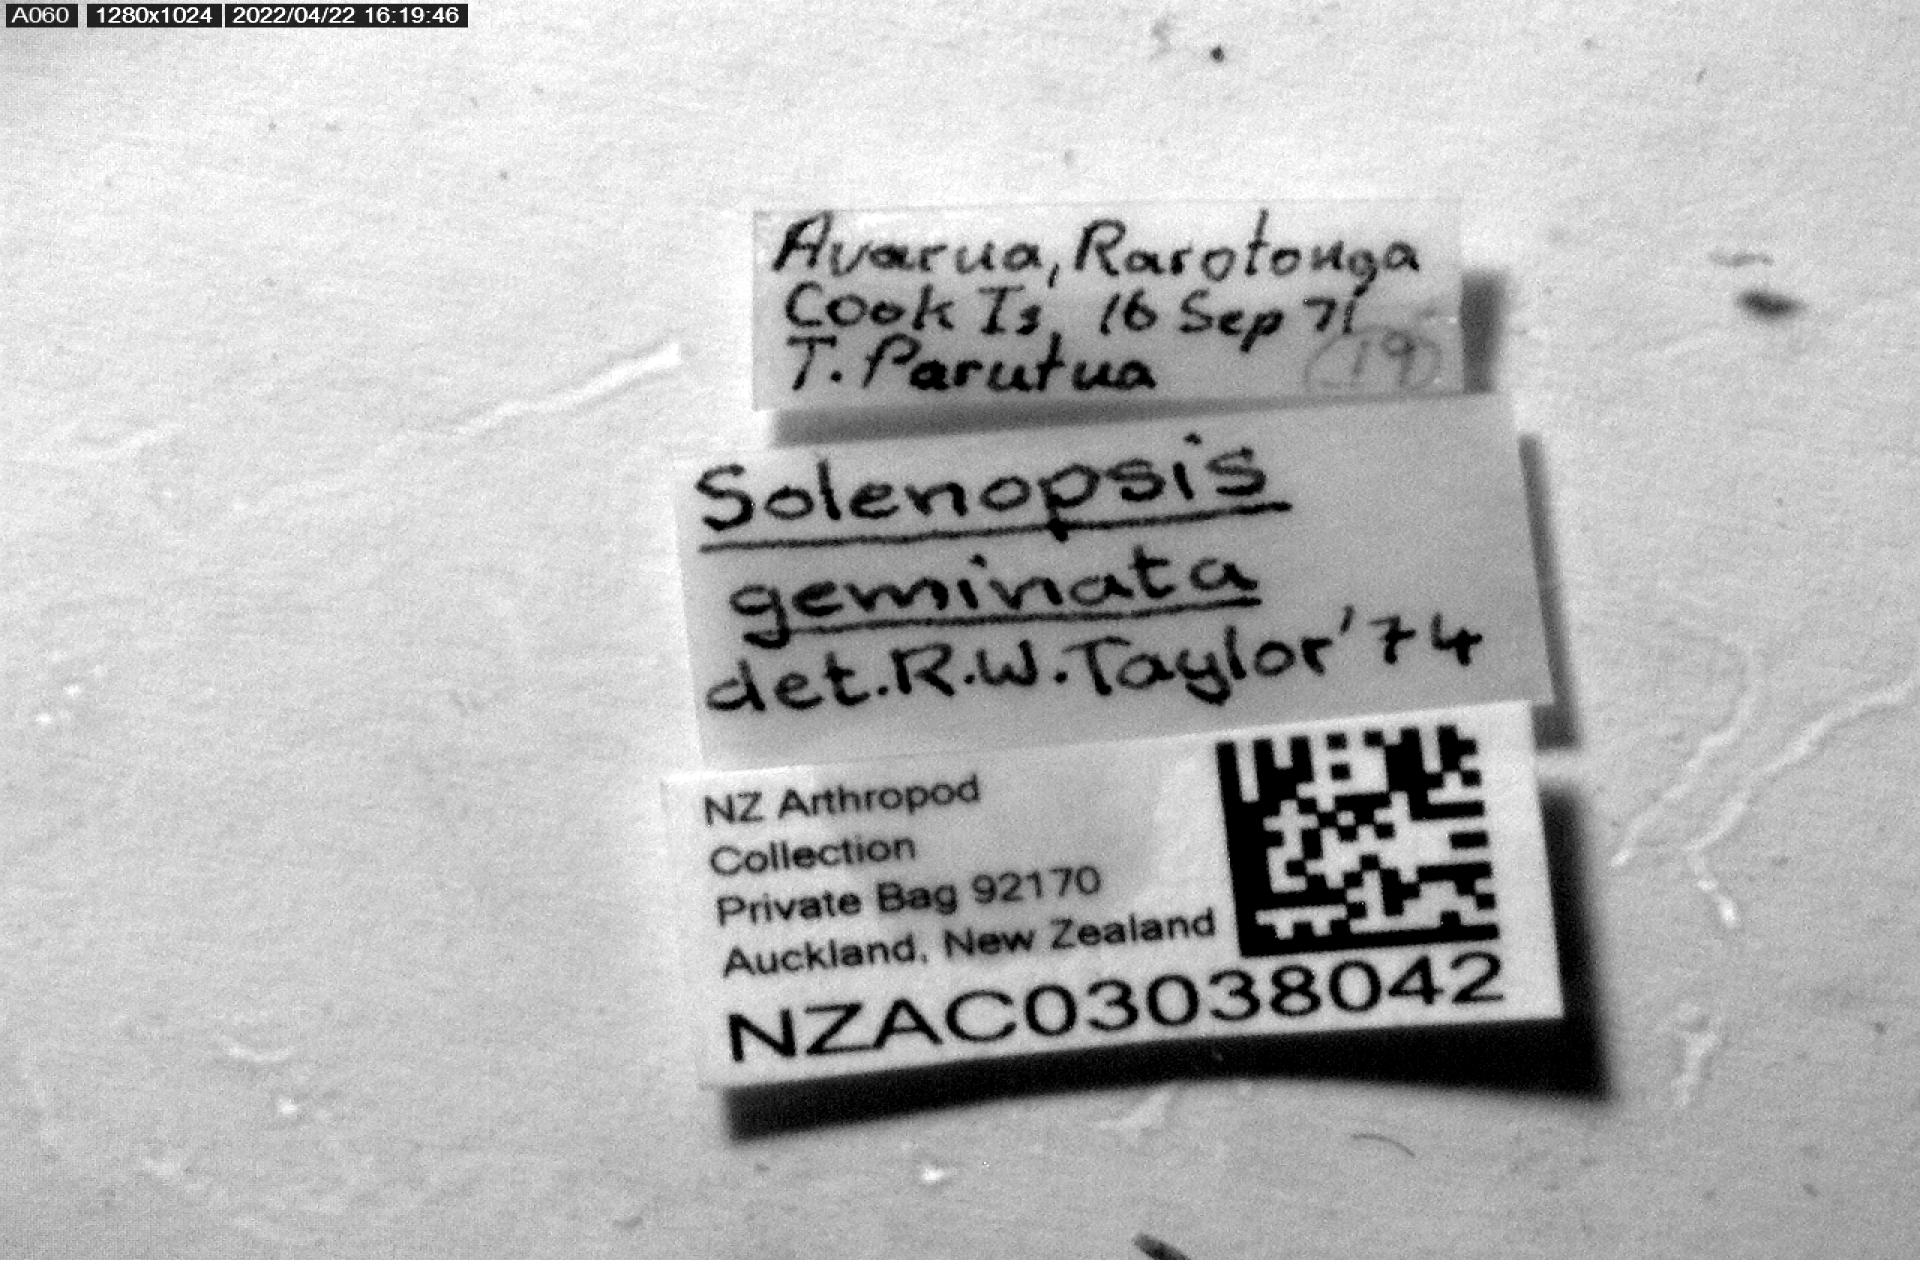 A060 1280x1024 2022/04/22 16:19:46
Avarua, Rarotonga
Cook Is, 16 Sep 71
T. Parutua (19)
Solenopsis
geminata
det. R.W. Taylor '74
NZ Arthropod
Collection
Private Bag 92170
Auckland, New Zealand
NZAC03038042